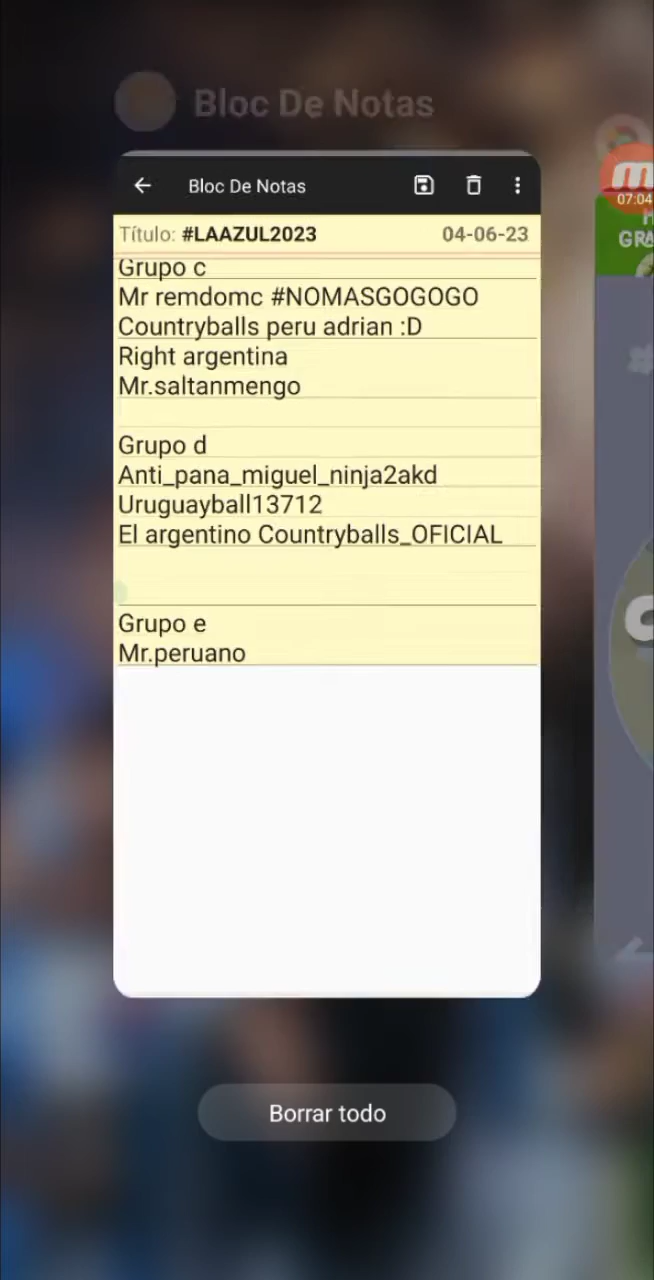 Bloc De Notas
Bloc De Notas
Título: #LAAZUL2023 04-06-23
Grupo c
Mr remdomc #NOMASGOGOGO
Countryballs peru adrian :D
Right argentina
Mr.saltanmengo
Grupo d
Anti_pana_miguel_ninja2akd
Uruguayball13712
El argentino Countryballs_OFICIAL
Grupo e
Mr.peruano
07:04
Borrar todo